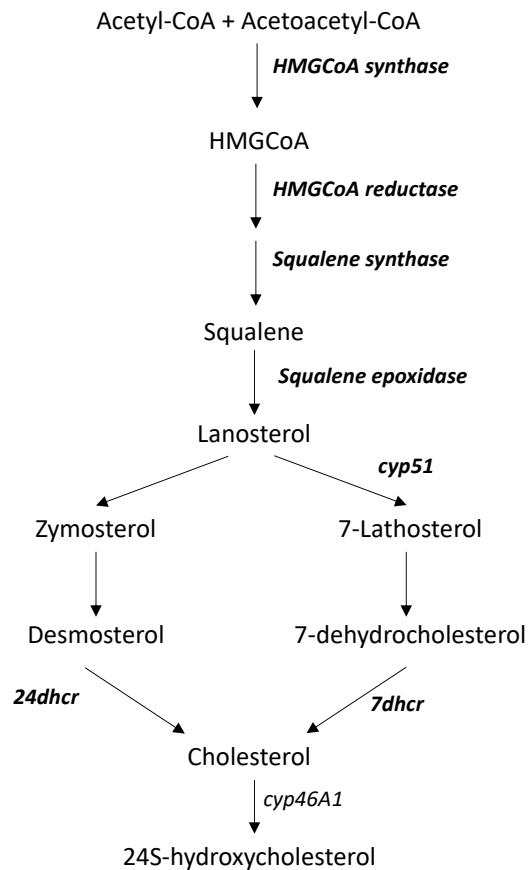 Acetyl-CoA + Acetoacetyl-CoA
HMGCoA synthase
HMGCoA
HMGCoA reductase
Squalene synthase
Squalene
Squalene epoxidase
Lanosterol
cyp51
Zymosterol
7-Lathosterol
Desmosterol
7-dehydrocholesterol
24dhcr
7dhcr
Cholesterol
cyp46A1
24S-hydroxycholesterol